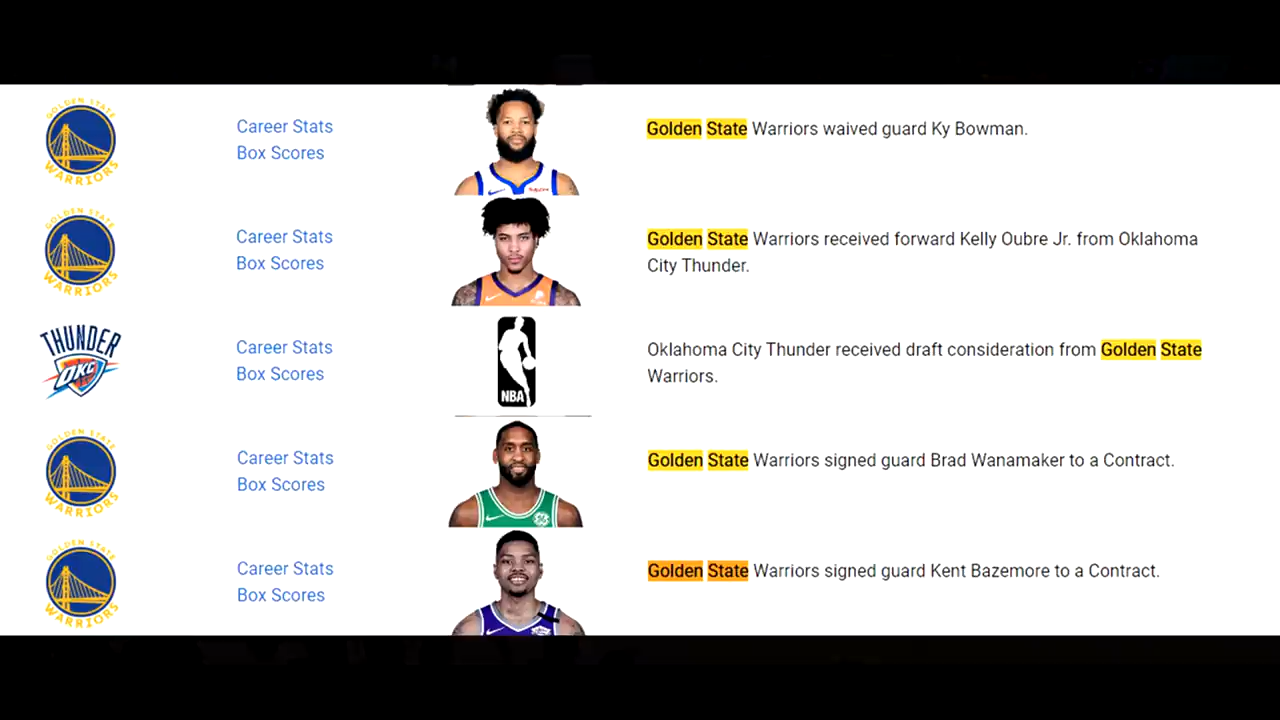 GOLDEN STATE
WARRIORS
Career Stats
Box Scores
Golden State Warriors waived guard Ky Bowman.
GOLDEN STATE
WARRIORS
Career Stats
Box Scores
Golden State Warriors received forward Kelly Oubre Jr. from Oklahoma
City Thunder.
THUNDER
OKC
Career Stats
Box Scores
NBA
Oklahoma City Thunder received draft consideration from Golden State
Warriors.
GOLDEN STATE
WARRIORS
Career Stats
Box Scores
Golden State Warriors signed guard Brad Wanamaker to a Contract.
GOLDEN STATE
WARRIORS
Career Stats
Box Scores
Golden State Warriors signed guard Kent Bazemore to a Contract.